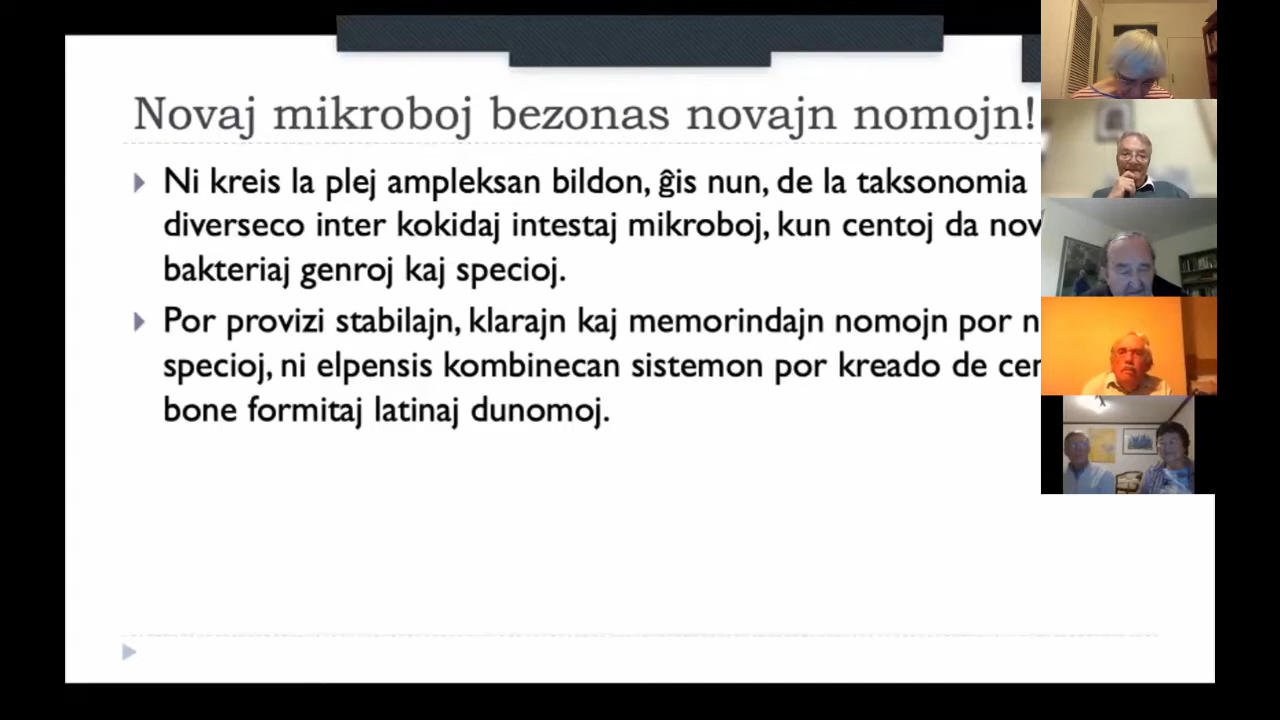 Novaj mikroboj bezonas novajn nomojn!
Ni kreis la plej ampleksan bildon, ĝis nun, de la taksonomia
diverseco inter kokidaj intestaj mikroboj, kun centoj da
bakteriaj genroj kaj specioj.
Por provizi stabilajn, klarajn kaj memorindajn nomojn por
specioj, ni elpensis kombinecan sistemon por kreado de
bone formitaj latinaj dunomoj.